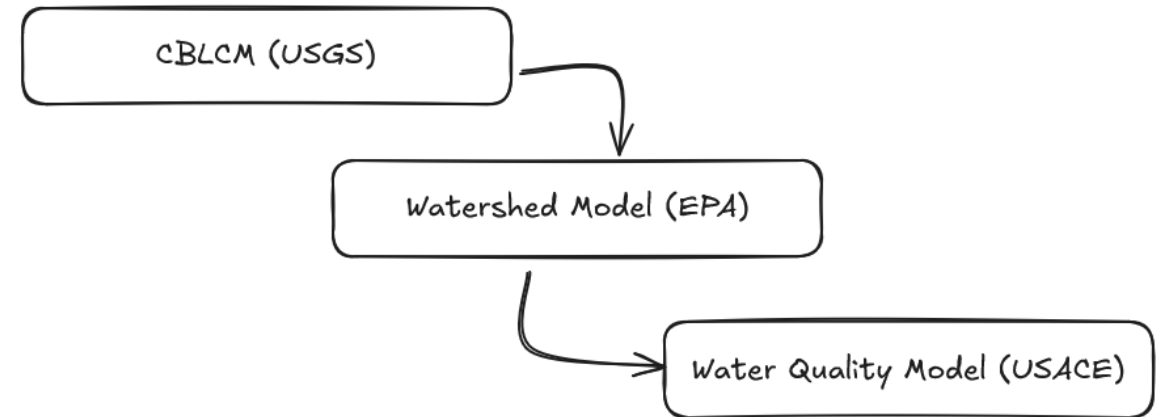 CBLCM (USGS)
Watershed Model (EPA)
Water Quality Model (USACE)